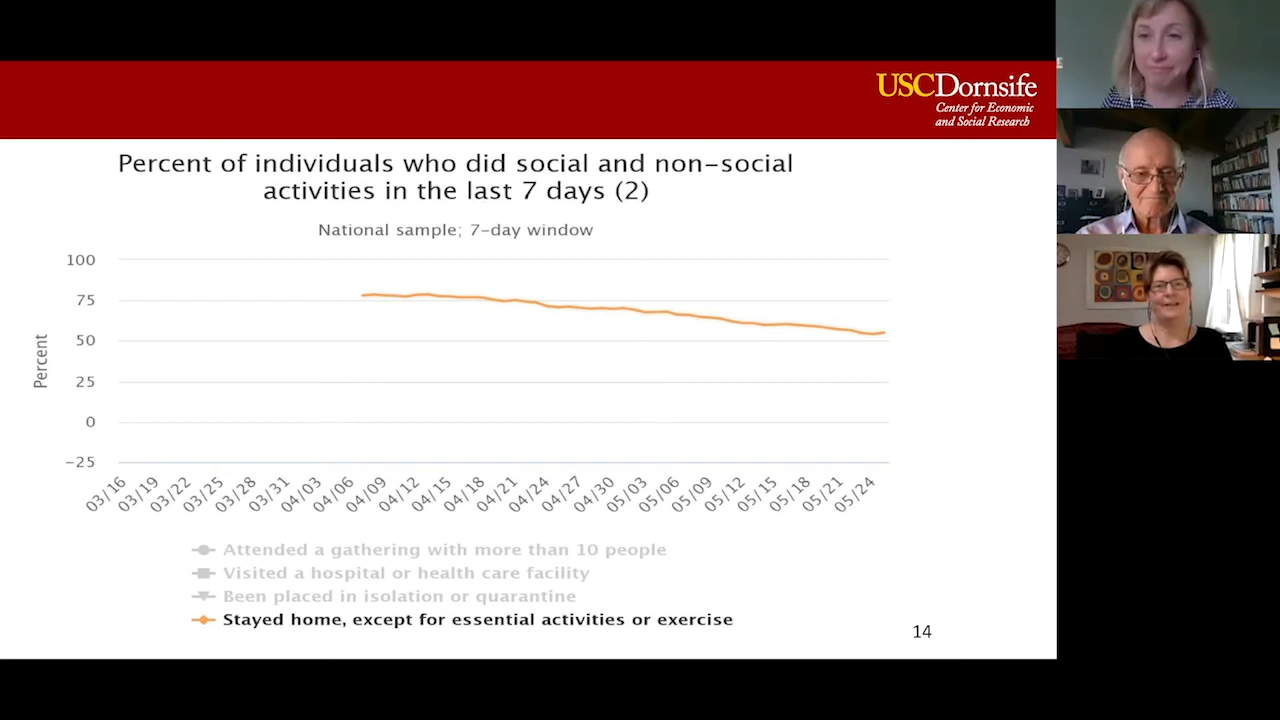 USCDornsife
Center for Economic
and Social Research
Percent of individuals who did social and non-social
activities in the last 7 days (2)
National sample; 7-day window
Percent
100
75
50
25
0
-25
03/16
03/19
03/22
03/25
03/28
03/31
04/03
04/06
04/09
04/12
04/15
04/18
04/21
04/24
04/27
04/30
05/03
05/06
05/09
05/12
05/15
05/18
05/21
05/24
Attended a gathering with more than 10 people
Visited a hospital or health care facility
Been placed in isolation or quarantine
Stayed home, except for essential activities or exercise
14